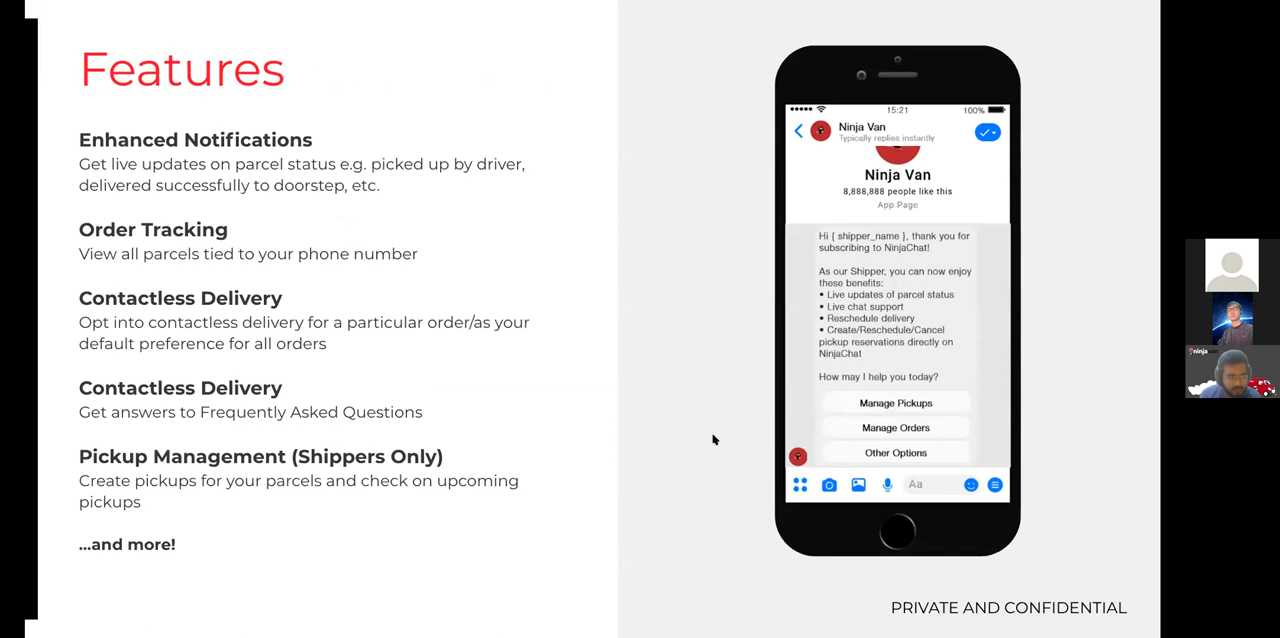 Features
Enhanced Notifications
Get live updates on parcel status e.g. picked up by driver,
delivered successfully to doorstep, etc.
Order Tracking
View all parcels tied to your phone number
Contactless Delivery
Opt into contactless delivery for a particular order/as your
default preference for all orders
Contactless Delivery
Get answers to Frequently Asked Questions
Pickup Management (Shippers Only)
Create pickups for your parcels and check on upcoming
pickups
...and more!
15:21
100%
Ninja Van
Typically replies instantly
Ninja Van
8,888,888 people like this
App Page
Hi { shipper_name }, thank you for
subscribing to NinjaChat!
As our Shipper, you can now enjoy
these benefits:
• Live updates of parcel status
• Live chat support
• Reschedule delivery
• Create/Reschedule/Cancel
pickup reservations directly on
NinjaChat
How may I help you today?
Manage Pickups
Manage Orders
Other Options
Aa
PRIVATE AND CONFIDENTIAL
ninja